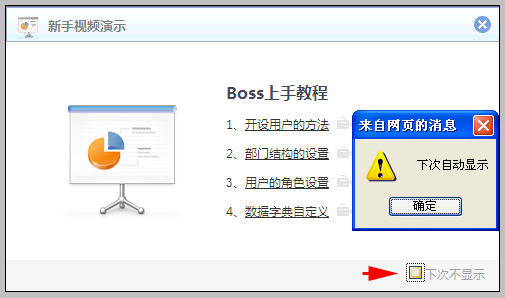 新手视频演示
Boss上手教程
1、开设用户的方法
2、部门结构的设置
3、用户的角色设置
4、数据字典自定义
来自网页的消息
下次自动显示
确定
下次不显示